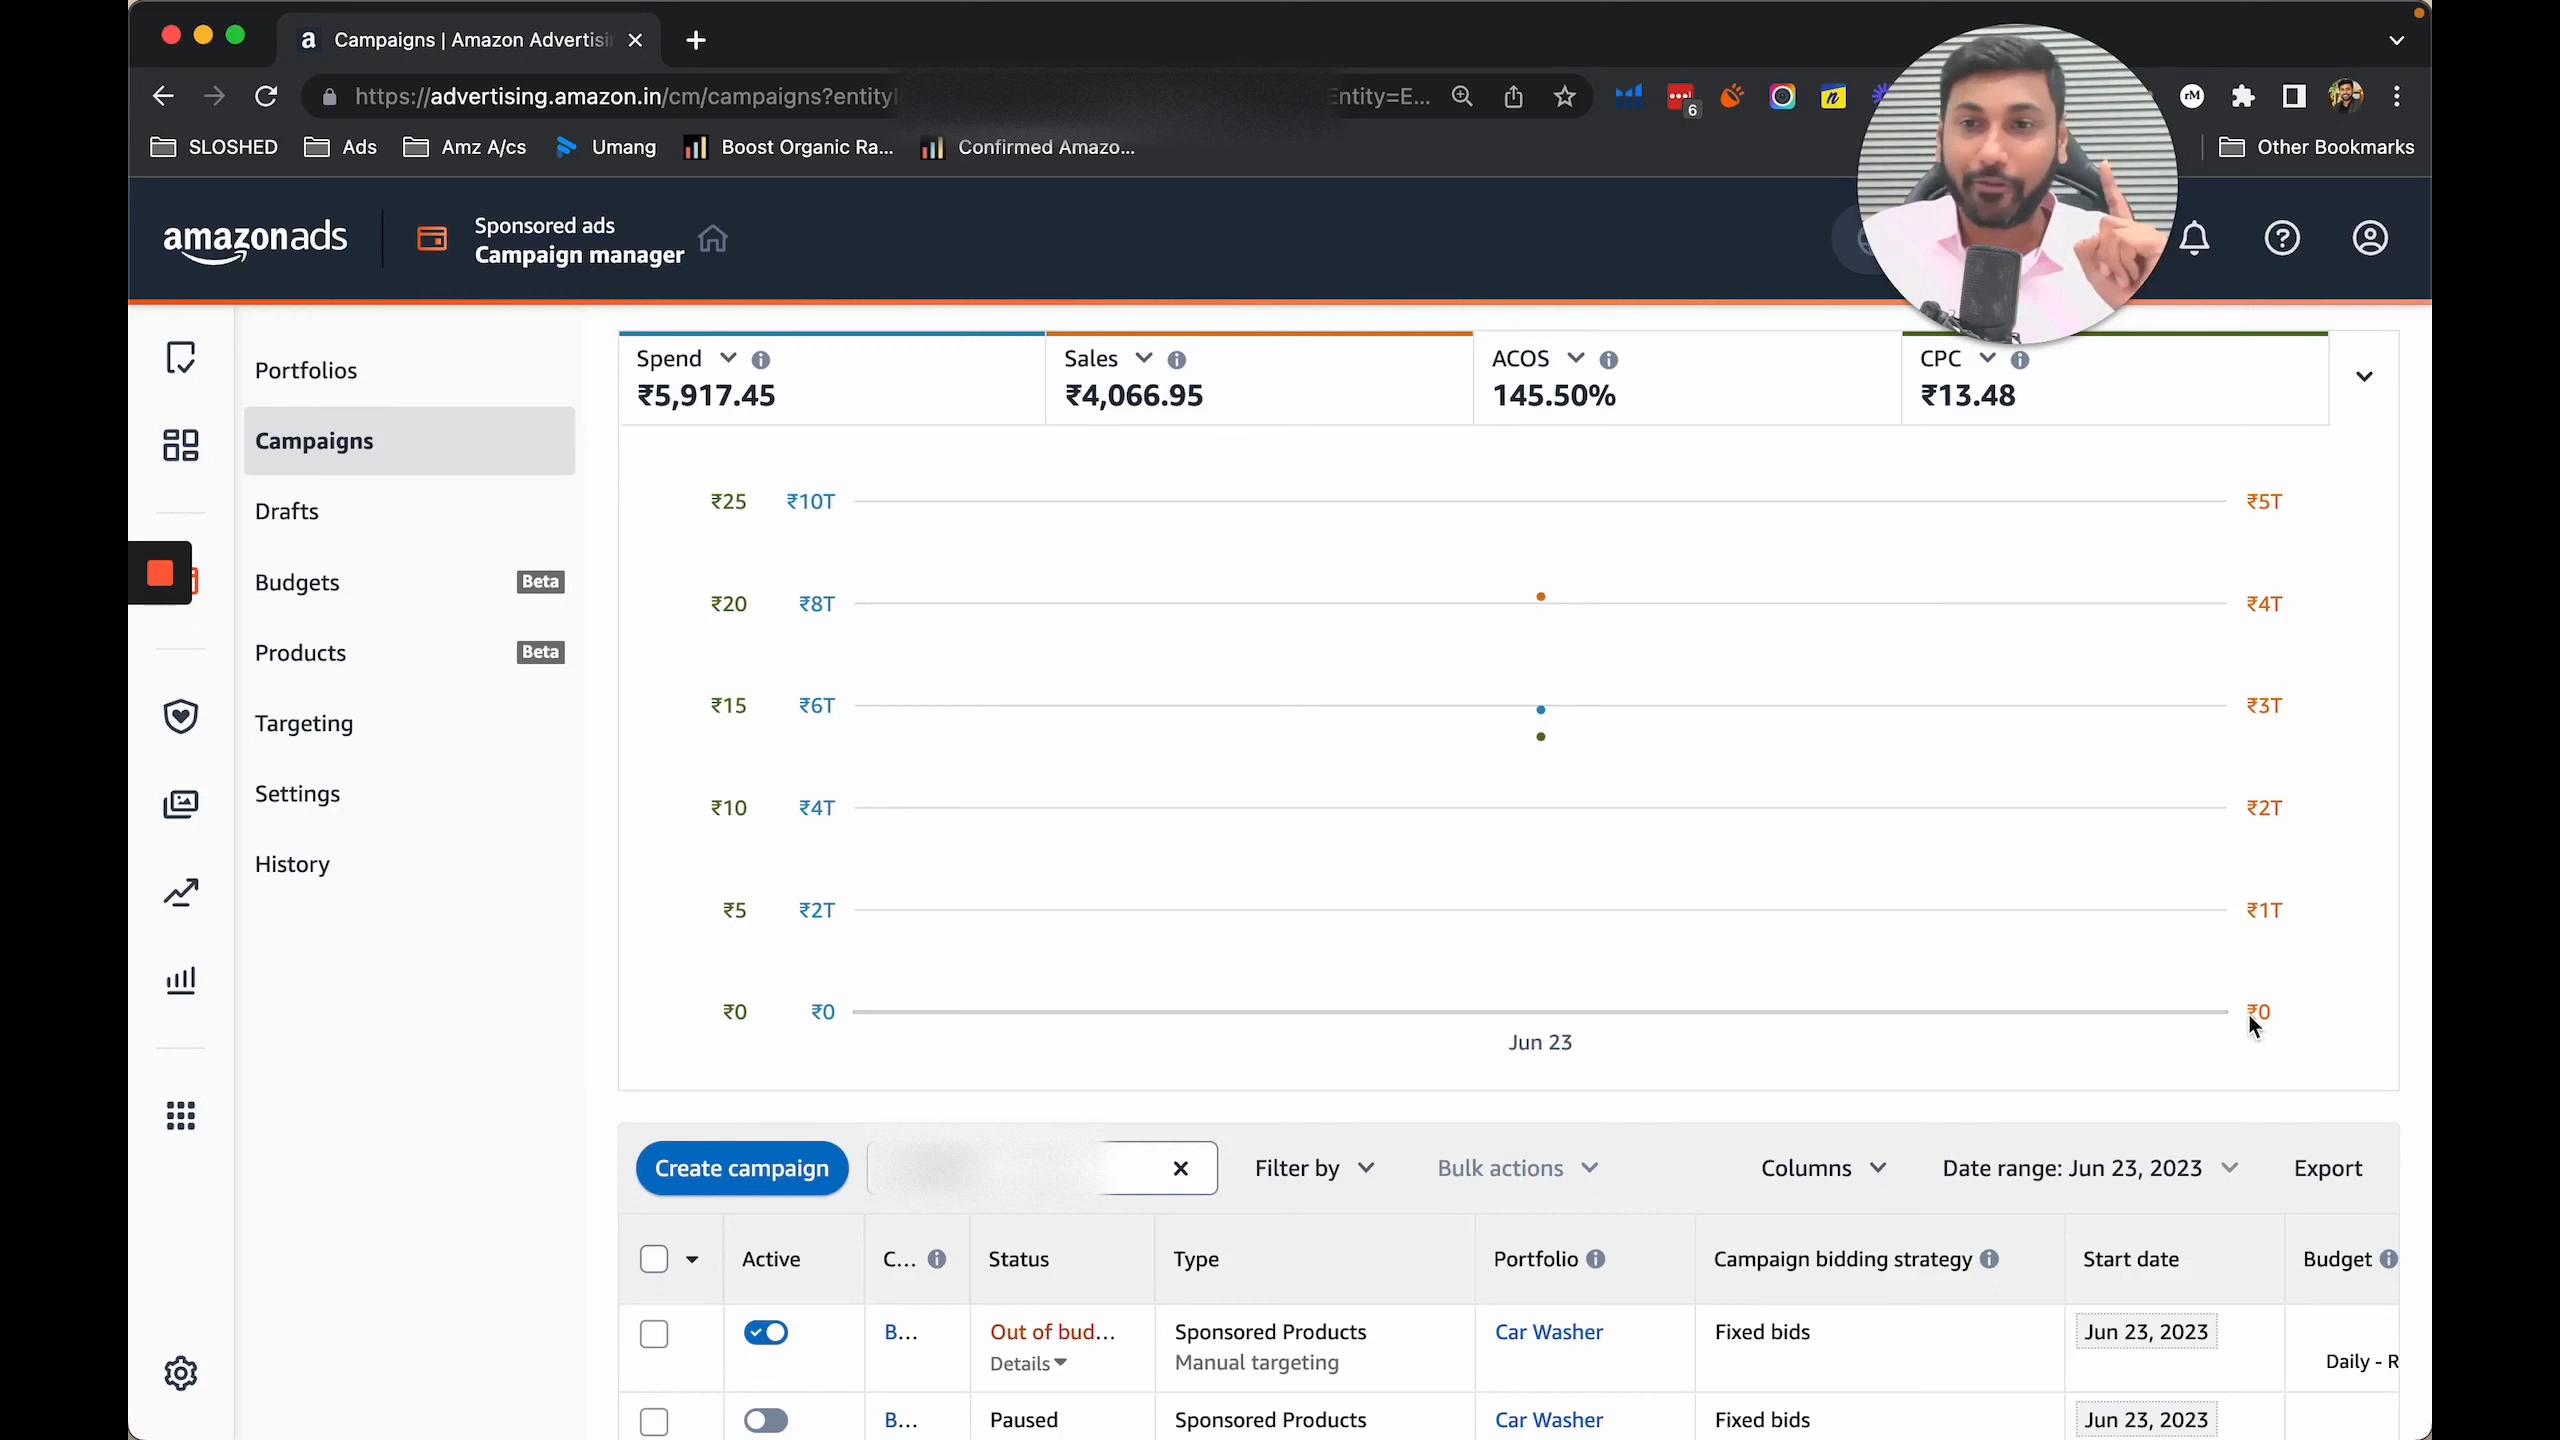 Campaigns | Amazon Advertisi
https://advertising.amazon.in/cm/campaigns?entityI
Entity=E...
6
rM
SLOSHED
Ads
Amz A/cs
Umang
Boost Organic Ra...
Confirmed Amazo...
Other Bookmarks
amazonads
Sponsored ads
Campaign manager
Portfolios
Campaigns
Drafts
Budgets Beta
Products Beta
Targeting
Settings
History
Spend
₹5,917.45
Sales
₹4,066.95
ACOS
145.50%
CPC
₹13.48
₹25 ₹10T ₹5T
₹20 ₹8T ₹4T
₹15 ₹6T ₹3T
₹10 ₹4T ₹2T
₹5 ₹2T ₹1T
₹0 ₹0 ₹0
Jun 23
Create campaign
Filter by
Bulk actions
Columns
Date range: Jun 23, 2023
Export
Active C... Status Type Portfolio Campaign bidding strategy Start date Budget
B... Out of bud... Sponsored Products Car Washer Fixed bids Jun 23, 2023
Details Manual targeting Daily - R
B... Paused Sponsored Products Car Washer Fixed bids Jun 23, 2023